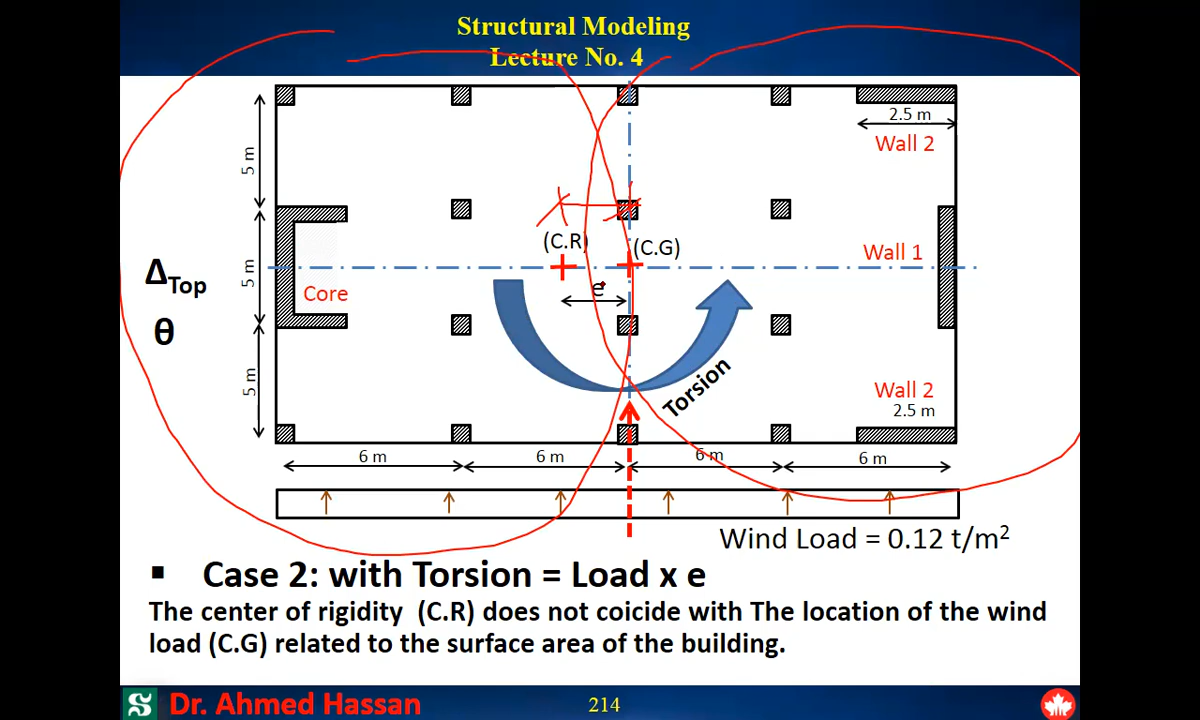 Structural Modeling
Lecture No. 4
2.5 m
Wall 2
5 m
(C.R)
(C.G)
Wall 1
5 m
Δ Top
Core
e
θ
Torsion
5 m
Wall 2
2.5 m
6 m
6 m
6 m
6 m
Wind Load = 0.12 t/m²
▪ Case 2: with Torsion = Load x e
The center of rigidity (C.R) does not coicide with The location of the wind
load (C.G) related to the surface area of the building.
Dr. Ahmed Hassan
214